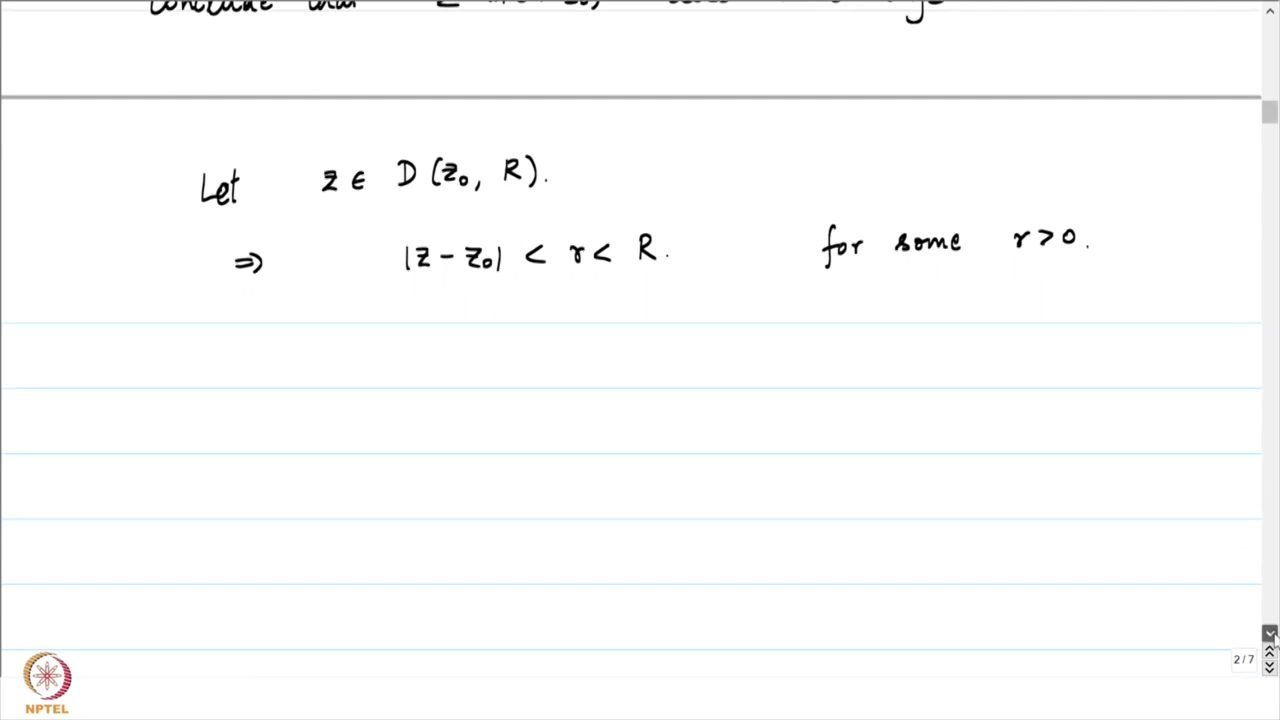 Let z ∈ D (z₀, R).
⇒ |z - z₀| < r < R. for some r > 0.
2 / 7
NPTEL